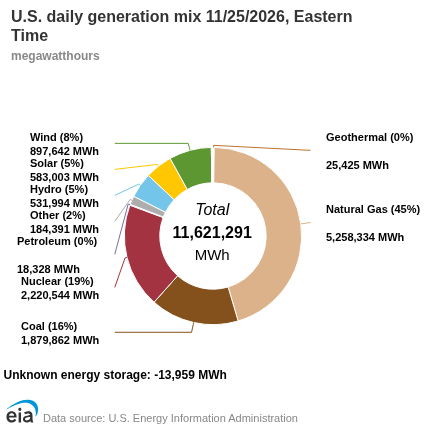 U.S. daily generation mix 11/25/2026, Eastern
Time
megawatthours
Wind (8%)
897,642 MWh
Solar (5%)
583,003 MWh
Hydro (5%)
531,994 MWh
Other (2%)
184,391 MWh
Petroleum (0%)
18,328 MWh
Nuclear (19%)
2,220,544 MWh
Coal (16%)
1,879,862 MWh
Geothermal (0%)
25,425 MWh
Natural Gas (45%)
5,258,334 MWh
Total
11,621,291
MWh
Unknown energy storage: -13,959 MWh
eia
Data source: U.S. Energy Information Administration